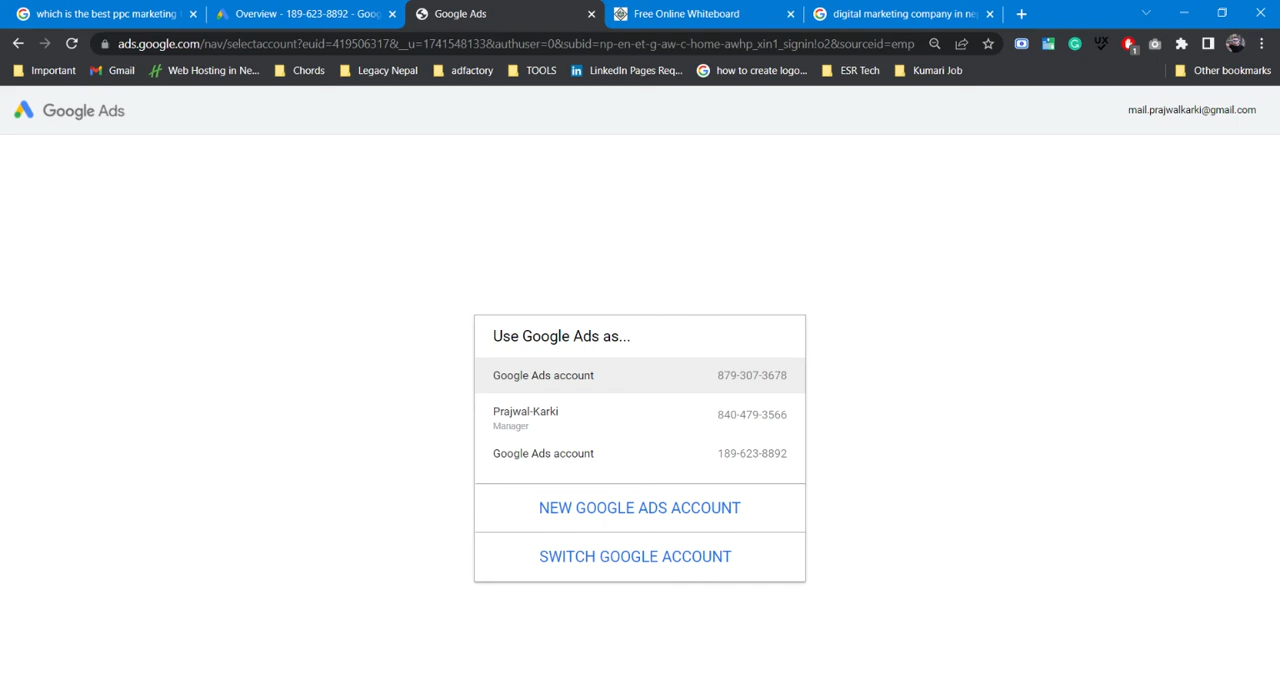 which is the best ppc marketing
Overview - 189-623-8892 - Goog
Google Ads
Free Online Whiteboard
digital marketing company in ne
ads.google.com/nav/selectaccount?euid=419506317&__u=1741548133&authuser=0&subid=np-en-et-g-aw-c-home-awhp_xin1_signin!o2&sourceid=emp
Important
Gmail
Web Hosting in Ne...
Chords
Legacy Nepal
adfactory
TOOLS
LinkedIn Pages Req...
how to create logo...
ESR Tech
Kumari Job
Other bookmarks
Google Ads
mail.prajwalkarki@gmail.com
Use Google Ads as...
Google Ads account 879-307-3678
Prajwal-Karki 840-479-3566
Manager
Google Ads account 189-623-8892
NEW GOOGLE ADS ACCOUNT
SWITCH GOOGLE ACCOUNT